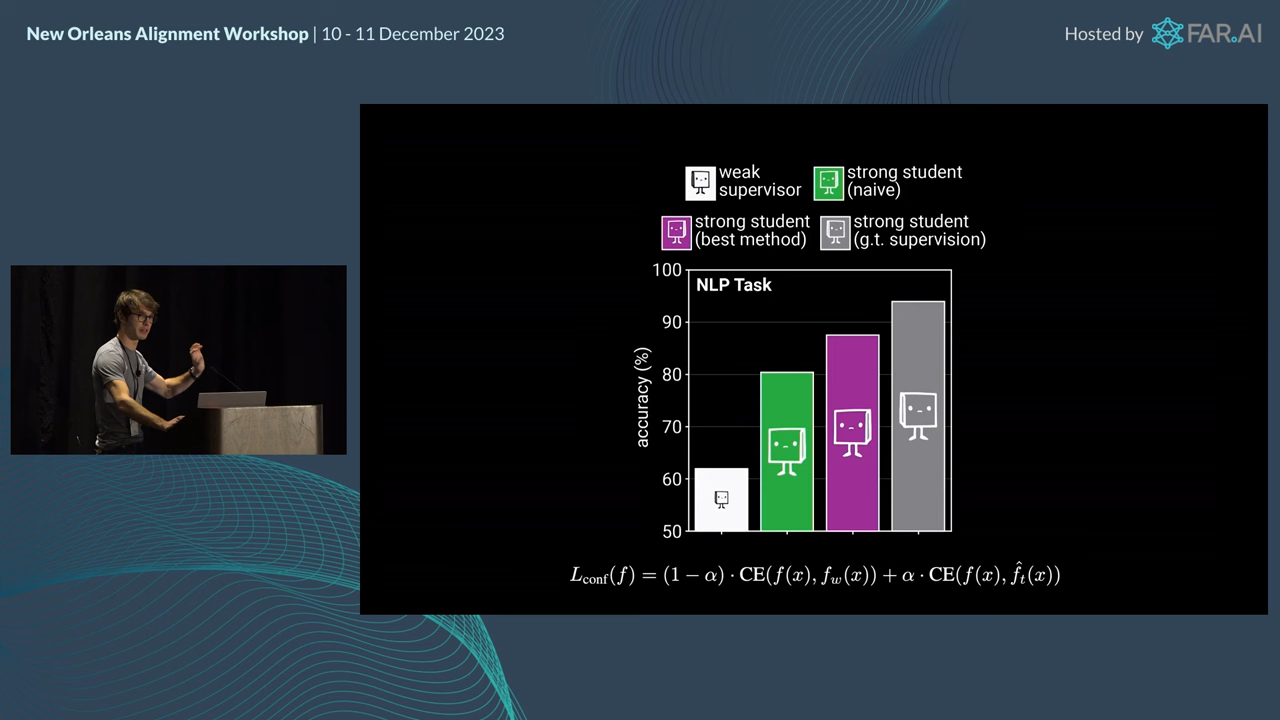 New Orleans Alignment Workshop | 10 - 11 December 2023
Hosted by FAR.AI
weak supervisor
strong student (naive)
strong student (best method)
strong student (g.t. supervision)
NLP Task
accuracy (%)
100
90
80
70
60
50
L_conf(f) = (1 − α) · CE(f(x), f_w(x)) + α · CE(f(x), f̂_t(x))